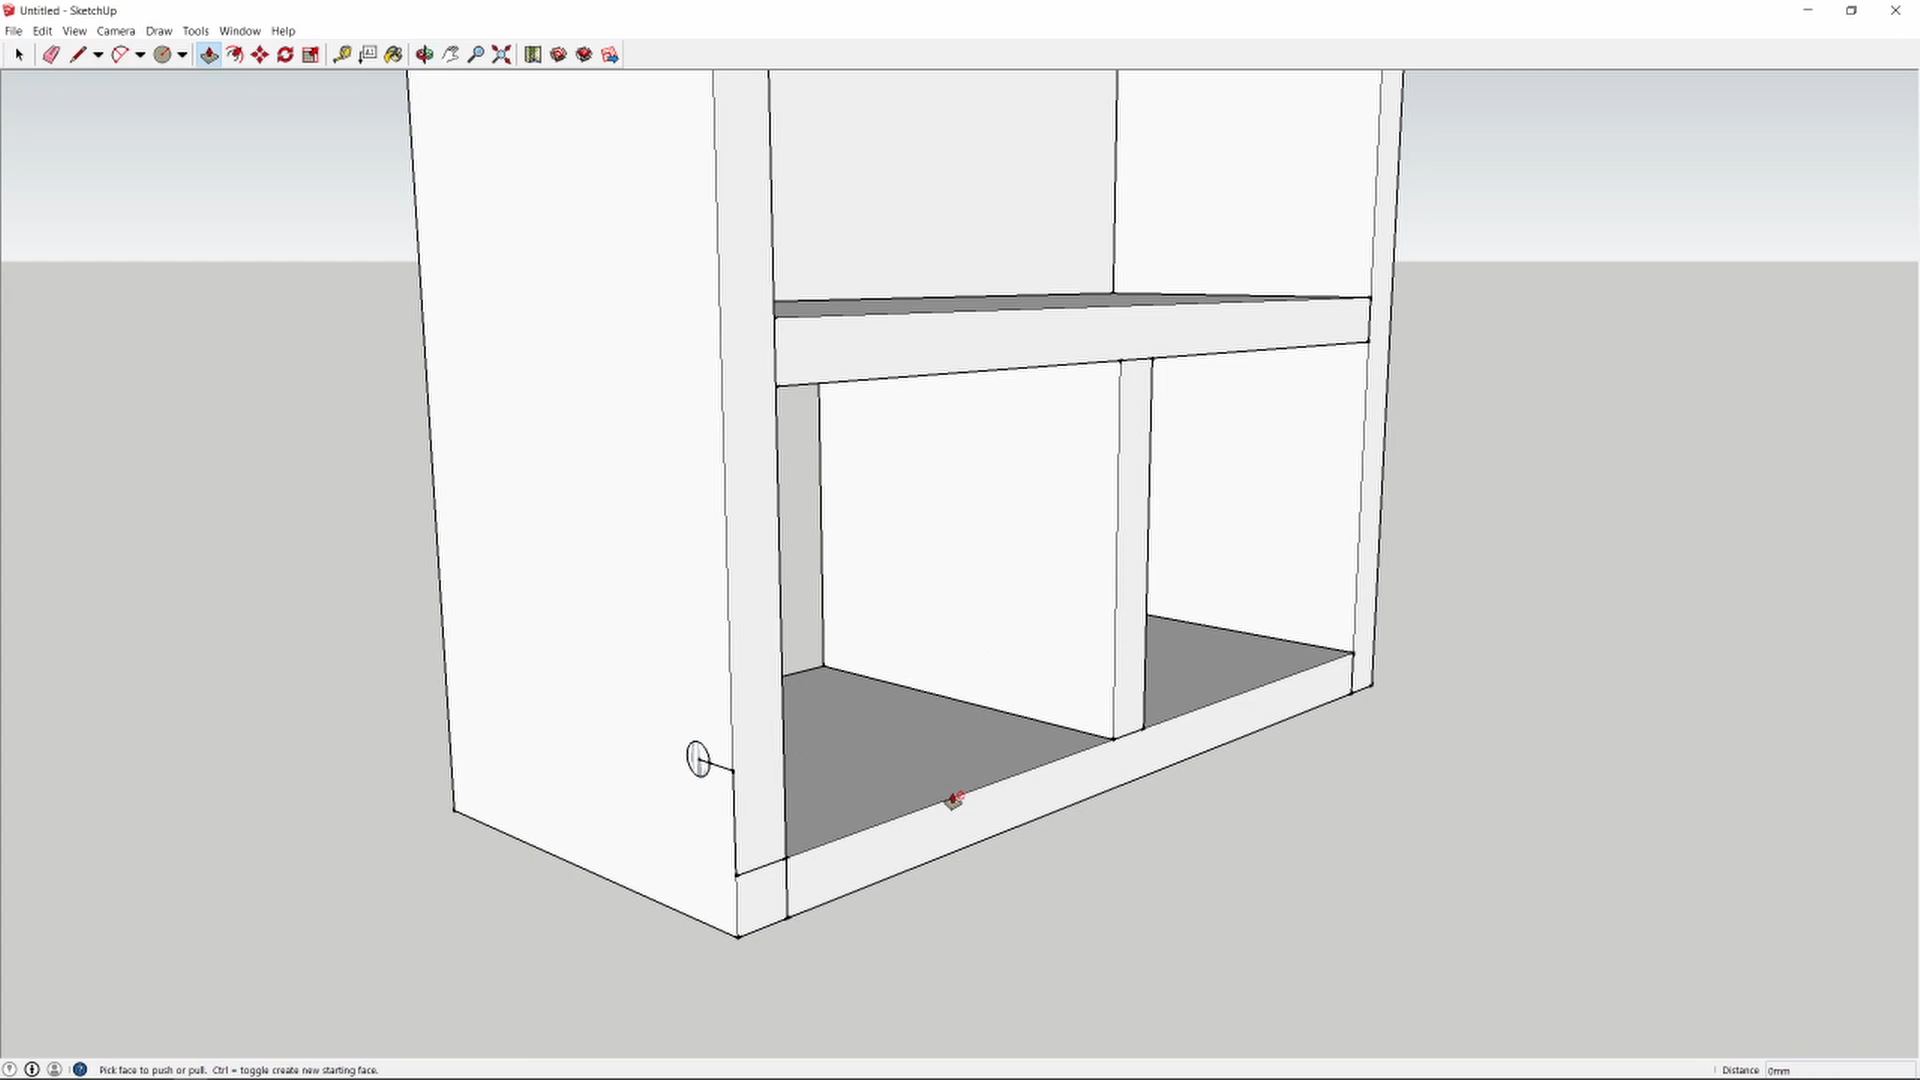 Untitled - SketchUp
File Edit View Camera Draw Tools Window Help
Pick face to push or pull. Ctrl = toggle create new starting face.
Distance 0mm